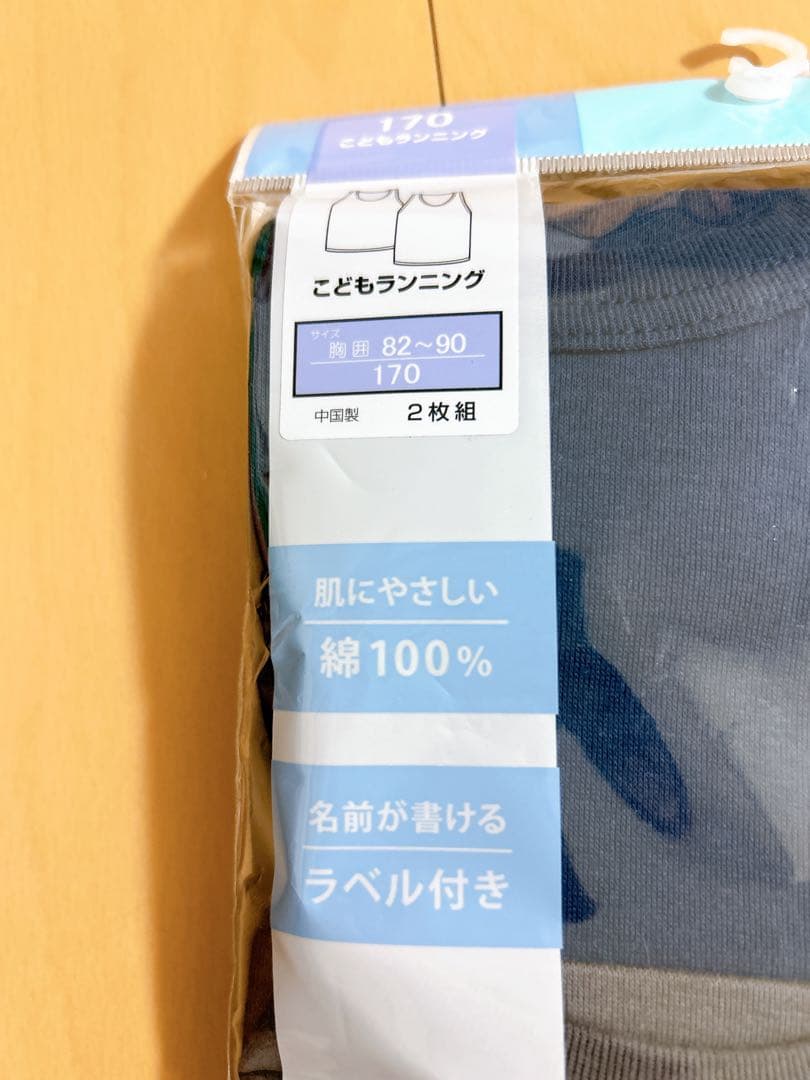 170
こどもランニング
こどもランニング
サイズ
胸囲 82～90
170
中国製 2枚組
肌にやさしい
綿100%
名前が書ける
ラベル付き